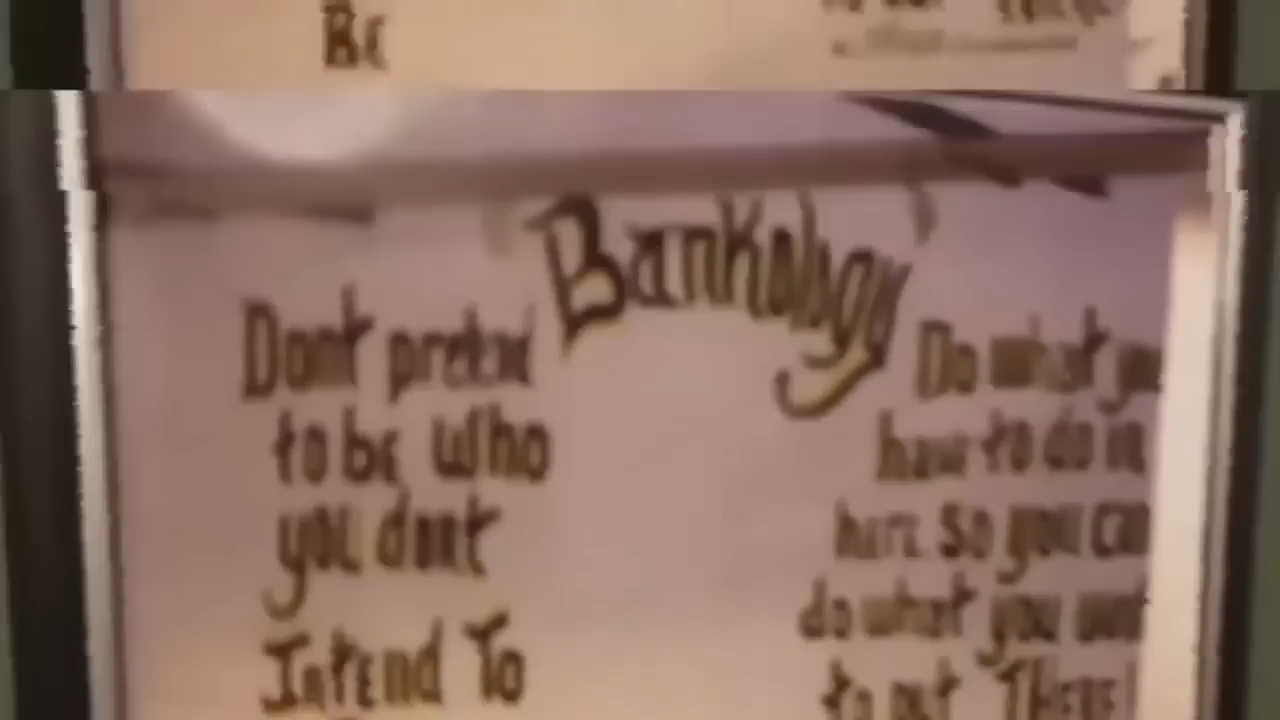 Be
"Bankology"
Dont pretend
to be who
you dont
Intend To
Do what you
have to do in
here so you can
do what you want
to out THERE!